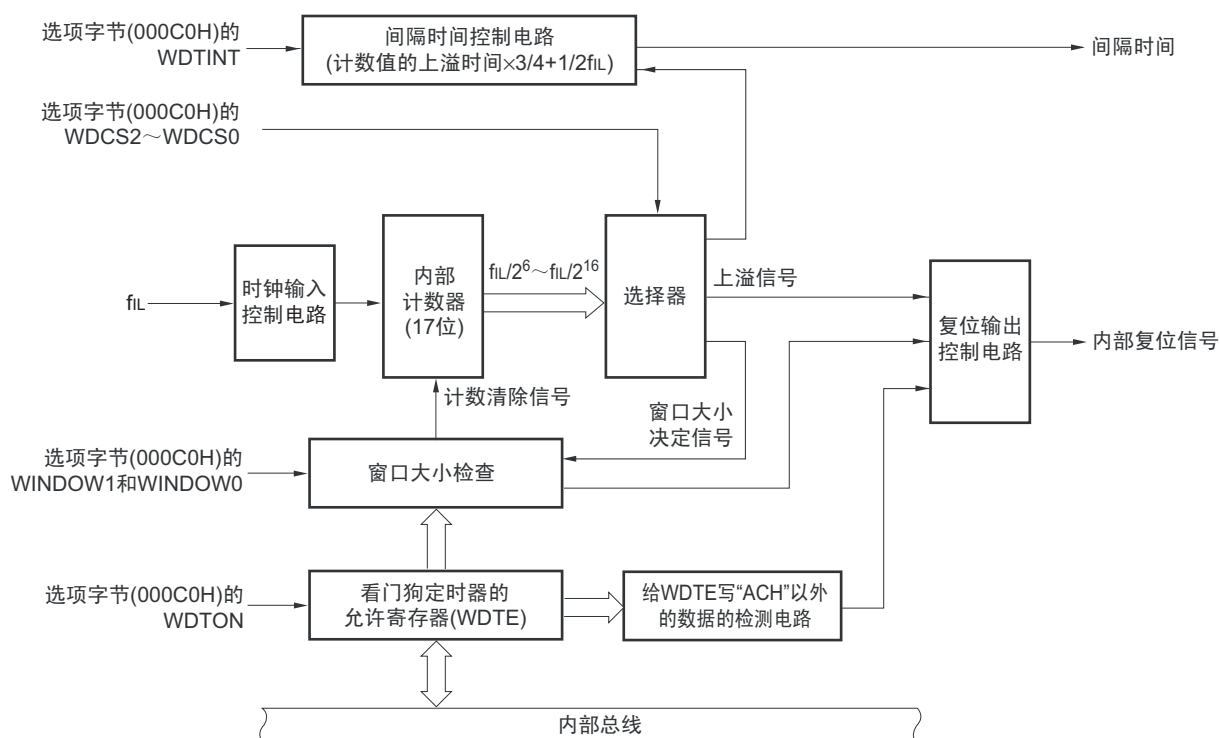 选项字节(000C0H)的
WDTINT
间隔时间控制电路
(计数值的上溢时间×3/4+1/2fIL)
间隔时间
选项字节(000C0H)的
WDCS2～WDCS0
fIL
时钟输入
控制电路
内部
计数器
(17位)
fIL/2⁶～fIL/2¹⁶
选择器
上溢信号
复位输出
控制电路
内部复位信号
计数清除信号
窗口大小
决定信号
选项字节(000C0H)的
WINDOW1和WINDOW0
窗口大小检查
选项字节(000C0H)的
WDTON
看门狗定时器的
允许寄存器(WDTE)
给WDTE写“ACH”以外
的数据的检测电路
内部总线